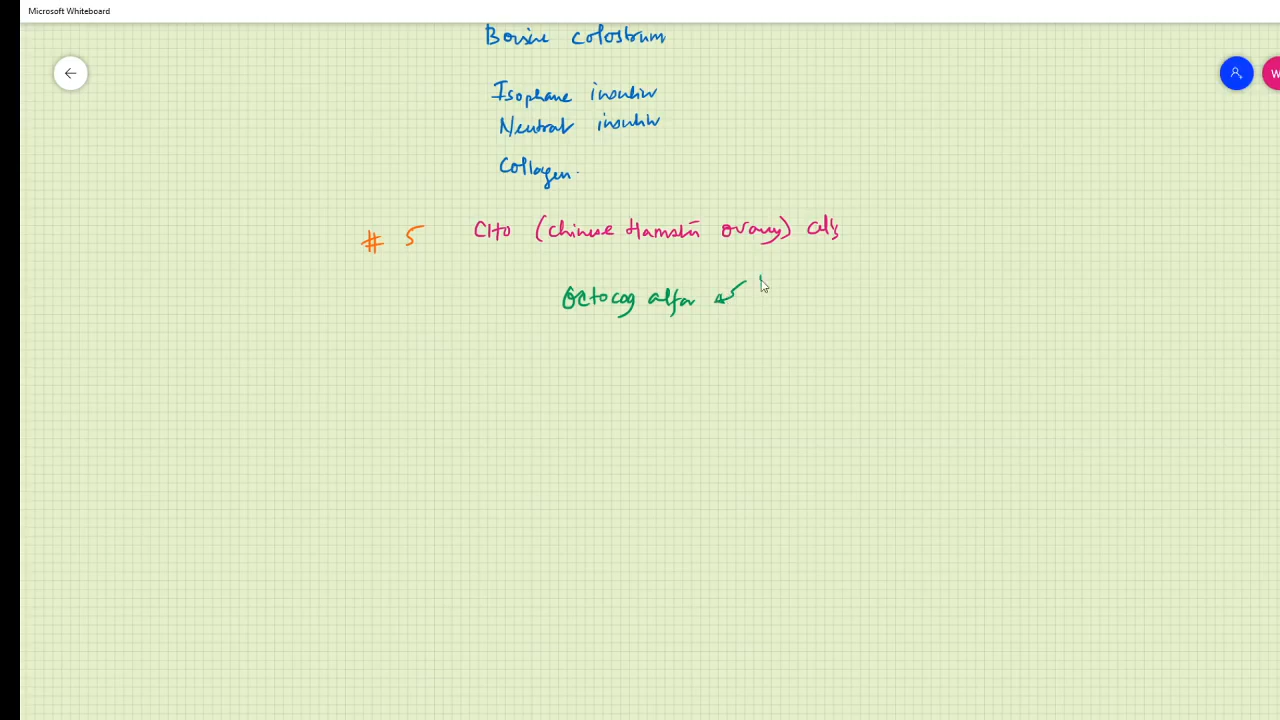 Microsoft Whiteboard
Bovine colostrum
Isophane insulin
Neutral insulin
Collagen.
# 5 CHO (Chinese Hamster ovary) cells
Octocog alfa
W